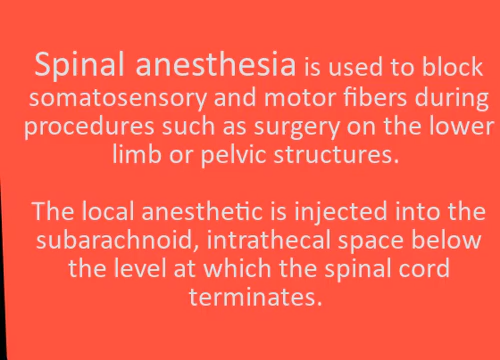 Spinal anesthesia is used to block
somatosensory and motor fibers during
procedures such as surgery on the lower
limb or pelvic structures.
The local anesthetic is injected into the
subarachnoid, intrathecal space below
the level at which the spinal cord
terminates.